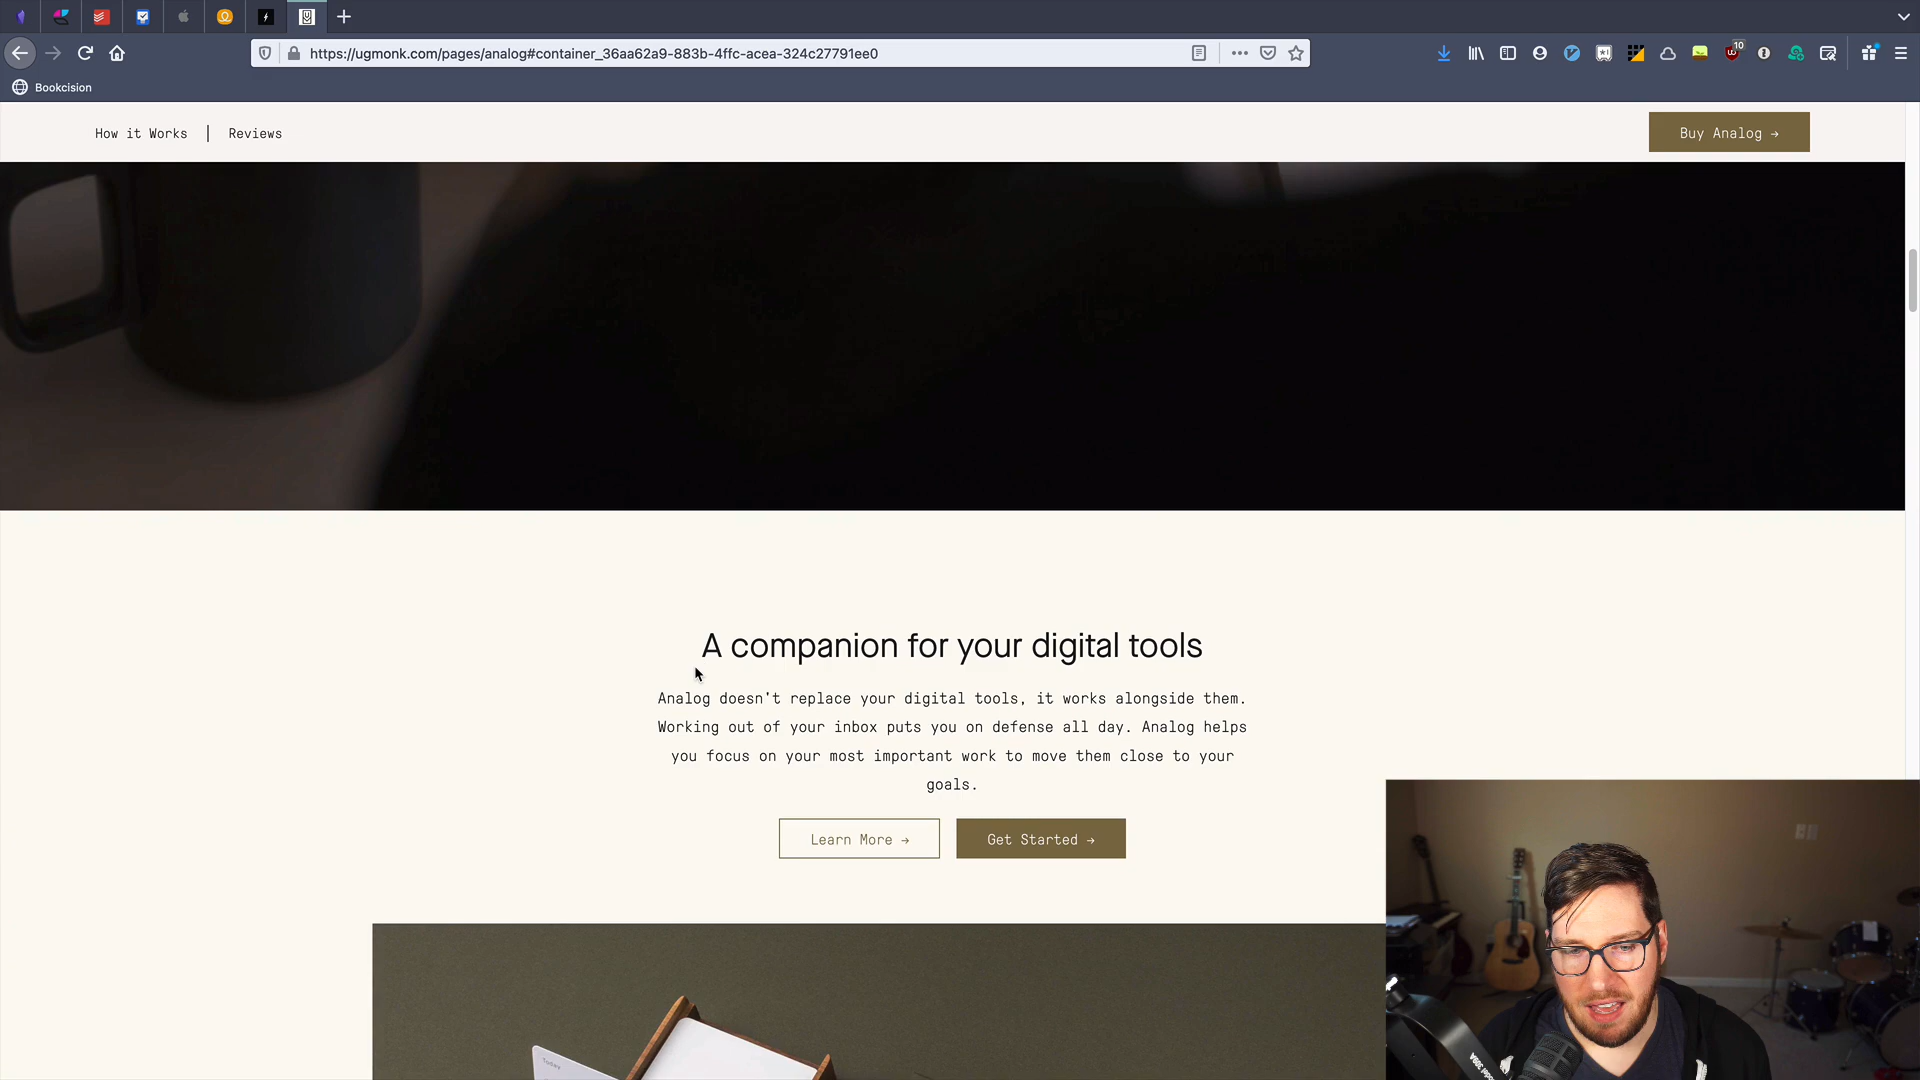 https://ugmonk.com/pages/analog#container_36aa62a9-883b-4ffc-acea-324c27791ee0
10
Bookcision
How it Works | Reviews
Buy Analog →
A companion for your digital tools
Analog doesn't replace your digital tools, it works alongside them.
Working out of your inbox puts you on defense all day. Analog helps
you focus on your most important work to move them close to your
goals.
Learn More →
Get Started →
Today